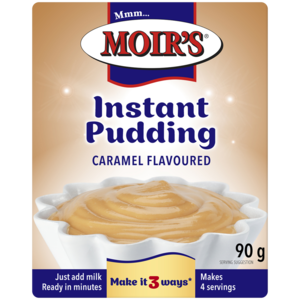 Mmm...
MOIR'S®
Instant
Pudding
CARAMEL FLAVOURED
90 g
SERVING SUGGESTION
Just add milk
Ready in minutes
Make it 3 ways*
Makes
4 servings